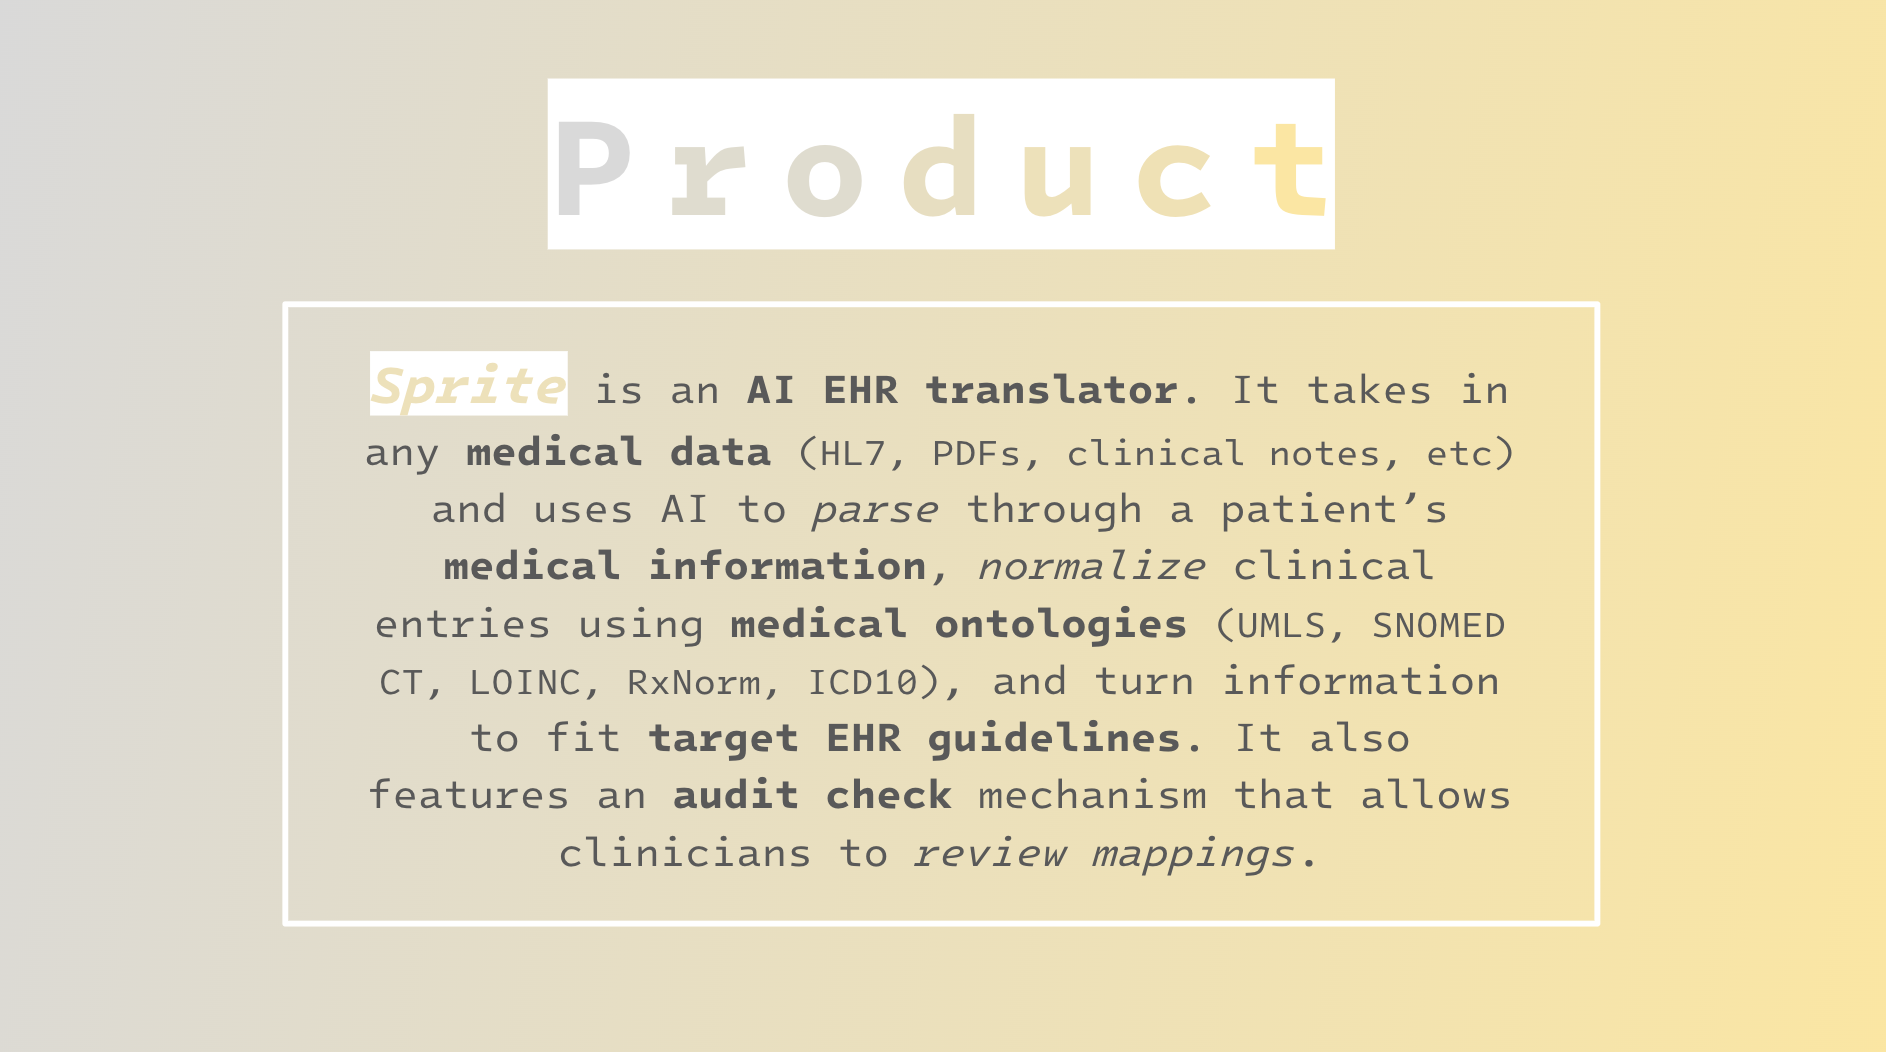 Product
Sprite is an AI EHR translator. It takes in
any medical data (HL7, PDFs, clinical notes, etc)
and uses AI to parse through a patient’s
medical information, normalize clinical
entries using medical ontologies (UMLS, SNOMED
CT, LOINC, RxNorm, ICD10), and turn information
to fit target EHR guidelines. It also
features an audit check mechanism that allows
clinicians to review mappings.